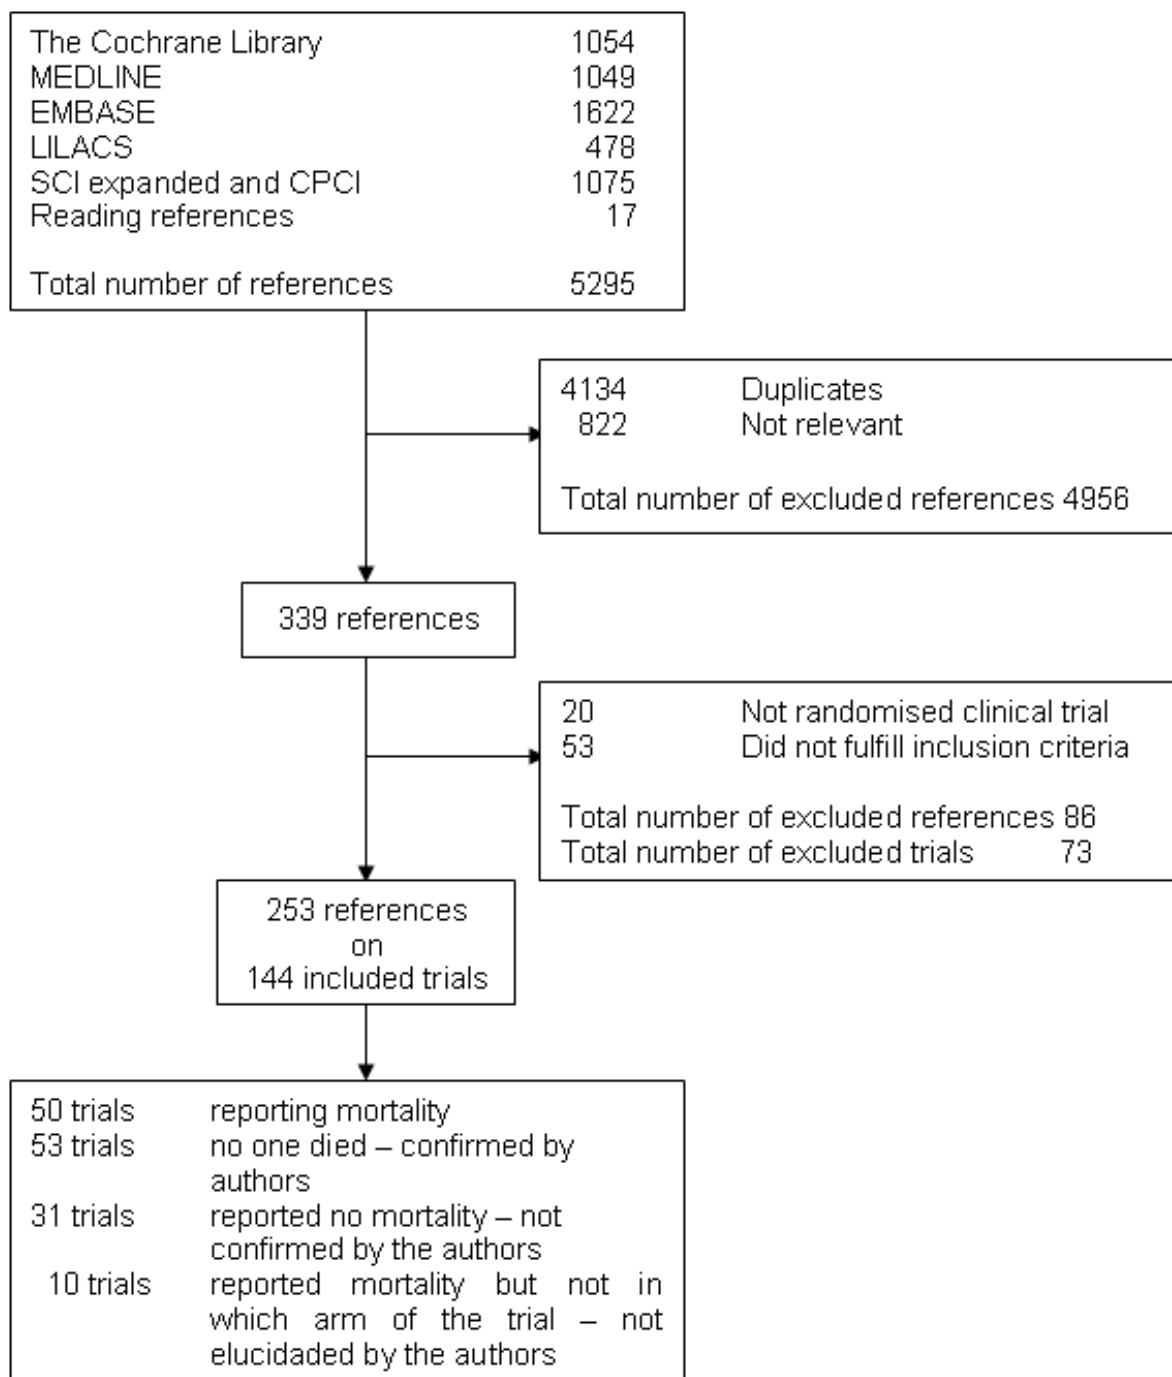 The Cochrane Library 1054
MEDLINE 1049
EMBASE 1622
LILACS 478
SCI expanded and CPCI 1075
Reading references 17
Total number of references 5295
4134 Duplicates
822 Not relevant
Total number of excluded references 4956
339 references
20 Not randomised clinical trial
53 Did not fulfill inclusion criteria
Total number of excluded references 86
Total number of excluded trials 73
253 references
on
144 included trials
50 trials reporting mortality
53 trials no one died – confirmed by
authors
31 trials reported no mortality – not
confirmed by the authors
10 trials reported mortality but not in
which arm of the trial – not
elucidaded by the authors